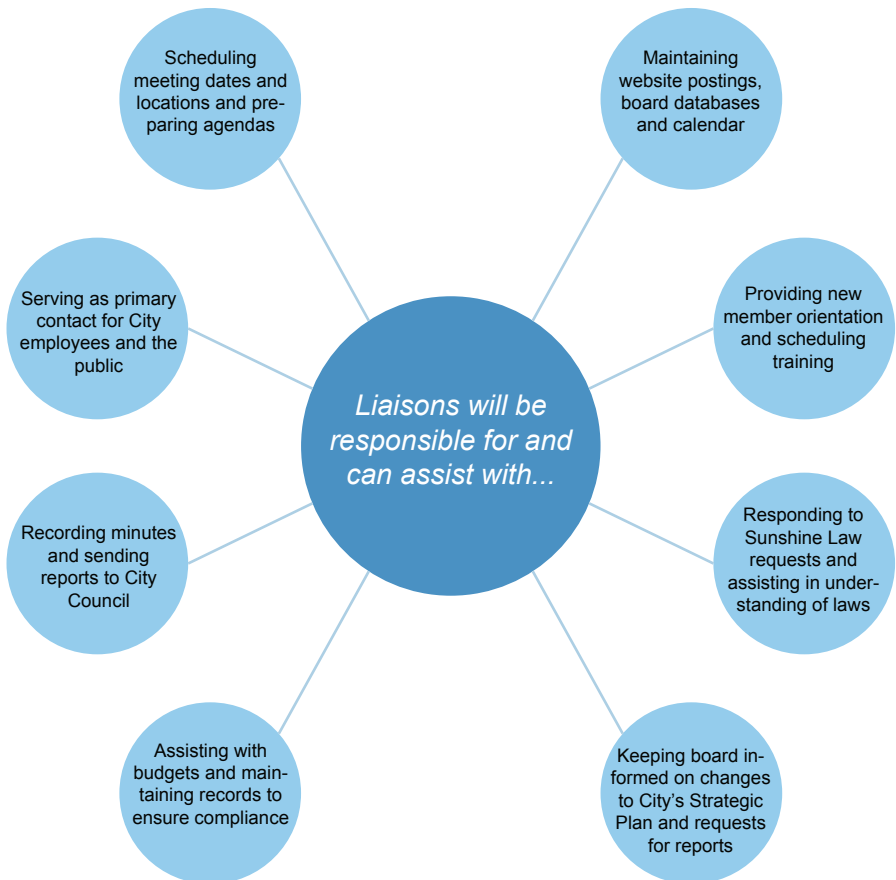 Scheduling
meeting dates and
locations and pre-
paring agendas
Maintaining
website postings,
board databases
and calendar
Serving as primary
contact for City
employees and the
public
Providing new
member orientation
and scheduling
training
Liaisons will be
responsible for and
can assist with...
Recording minutes
and sending
reports to City
Council
Responding to
Sunshine Law
requests and
assisting in under-
standing of laws
Assisting with
budgets and main-
taining records to
ensure compliance
Keeping board in-
formed on changes
to City’s Strategic
Plan and requests
for reports